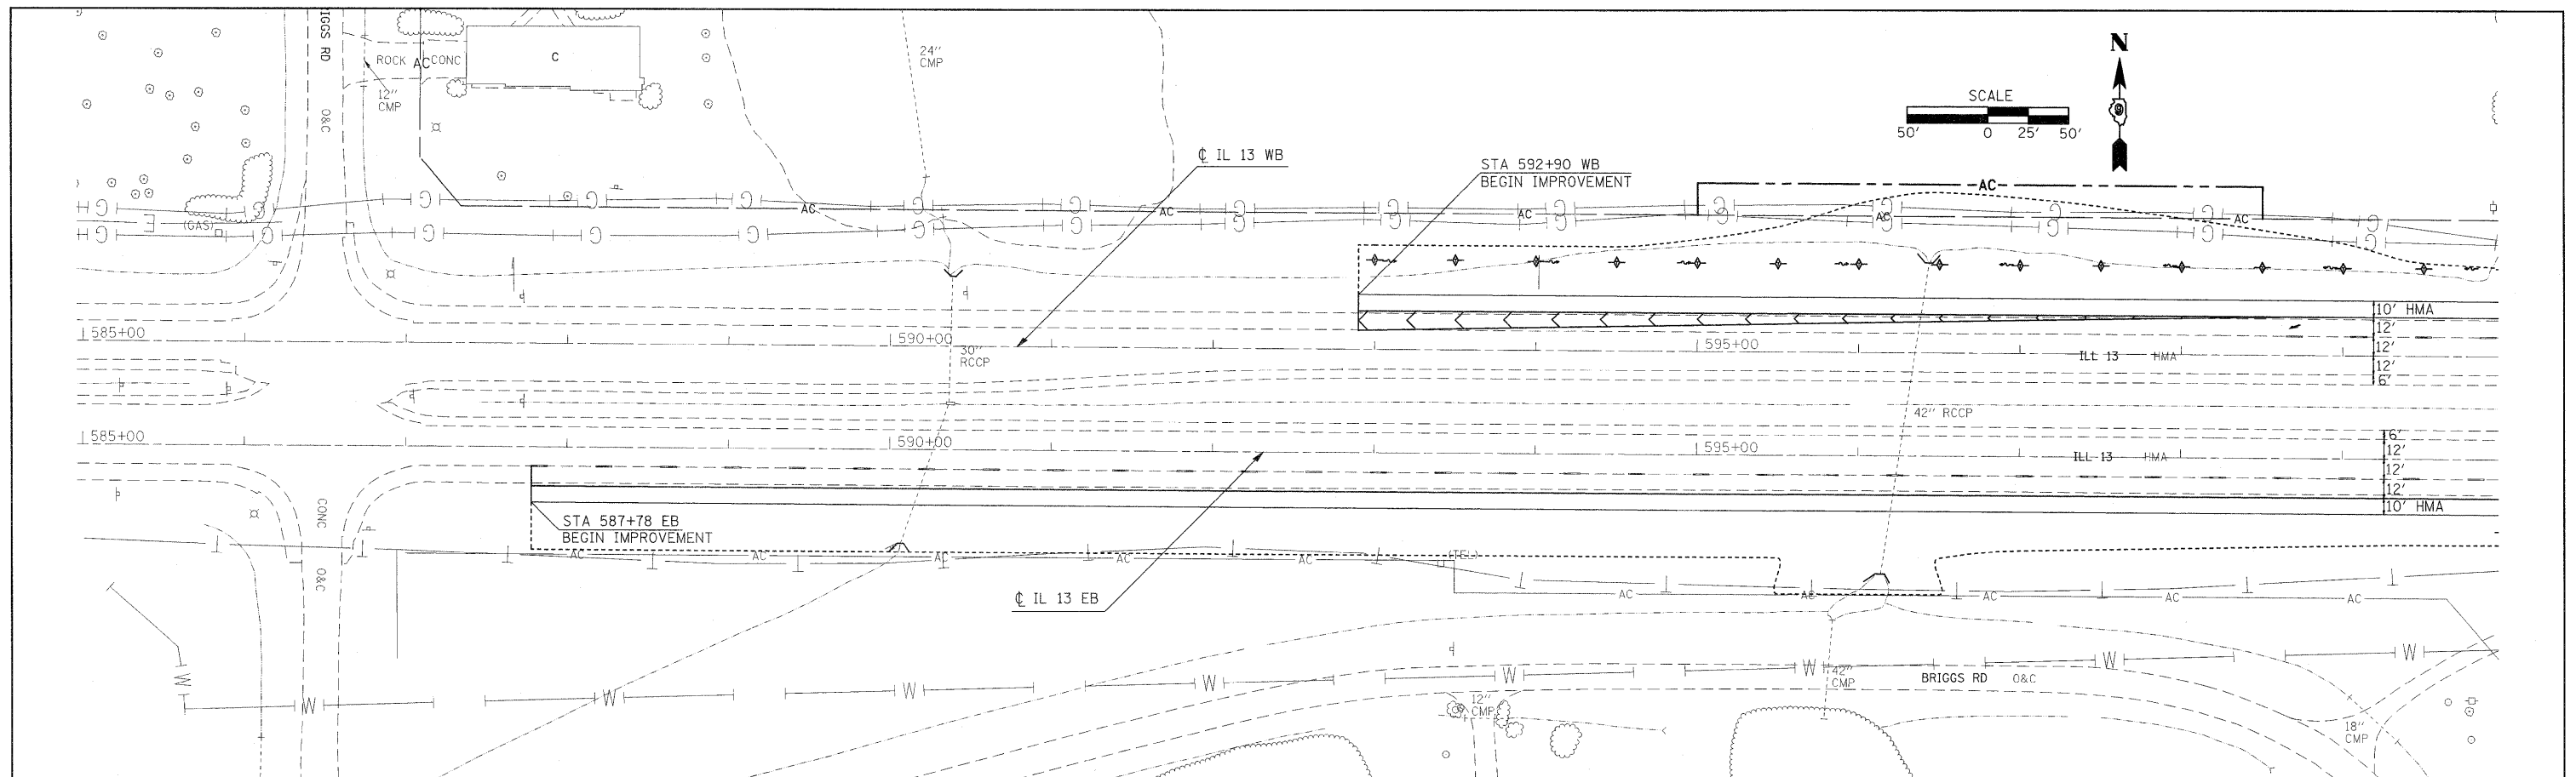 IGGS RD
ROCK AC CONC
C
12"
CMP
O&C
24"
CMP
N
9
SCALE
50' 0 25' 50'
℄ IL 13 WB
STA 592+90 WB
BEGIN IMPROVEMENT
AC
G G G G G G G G G G G G G G G
AC AC AC AC AC
E (GAS)
G G G G G G G G G G G G G G G
585+00 590+00 595+00
30"
RCCP
ILL 13 HMA
10' HMA
12'
12'
12'
6'
42" RCCP
585+00 590+00 595+00
ILL 13 HMA
6'
12'
12'
12'
10' HMA
CONC
O&C
STA 587+78 EB
BEGIN IMPROVEMENT
AC AC AC AC AC (TEL)
AC AC AC AC AC
℄ IL 13 EB
W W W W W W W W W
42"
CMP
BRIGGS RD O&C
12"
CMP
18"
CMP